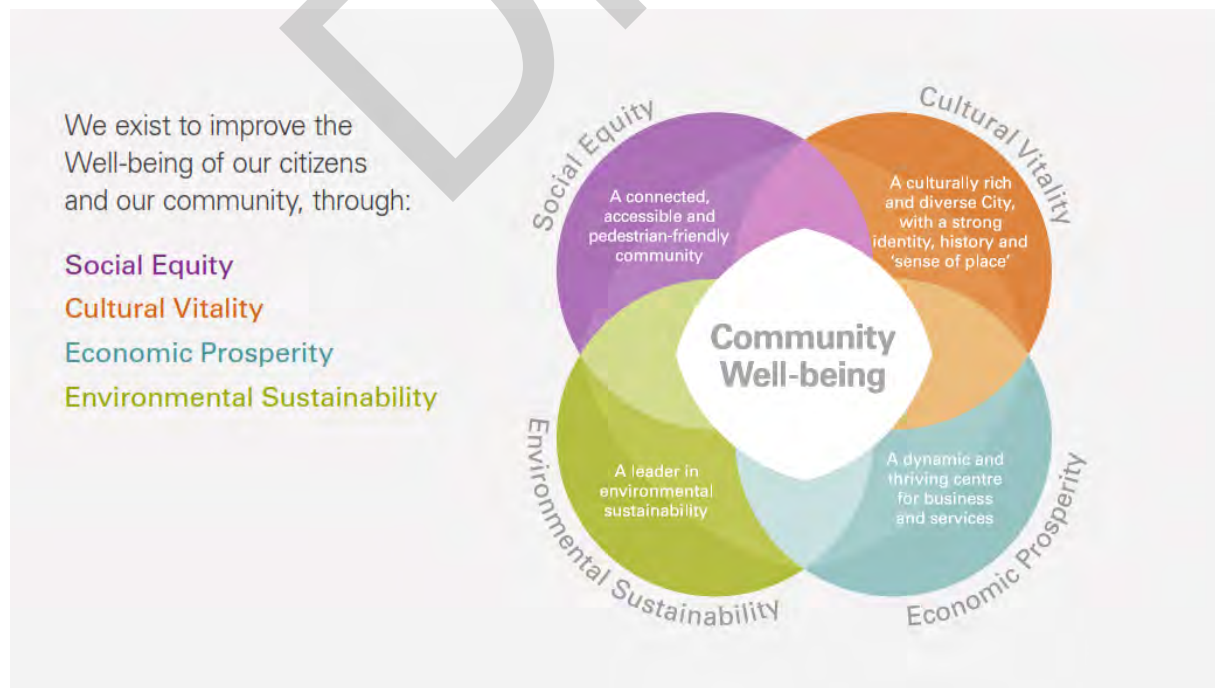 We exist to improve the
Well-being of our citizens
and our community, through:
Social Equity
Cultural Vitality
Economic Prosperity
Environmental Sustainability
Social Equity
A connected,
accessible and
pedestrian-friendly
community
Cultural Vitality
A culturally rich
and diverse City,
with a strong
identity, history and
‘sense of place’
Community
Well-being
Environmental Sustainability
A leader in
environmental
sustainability
Economic Prosperity
A dynamic and
thriving centre
for business
and services